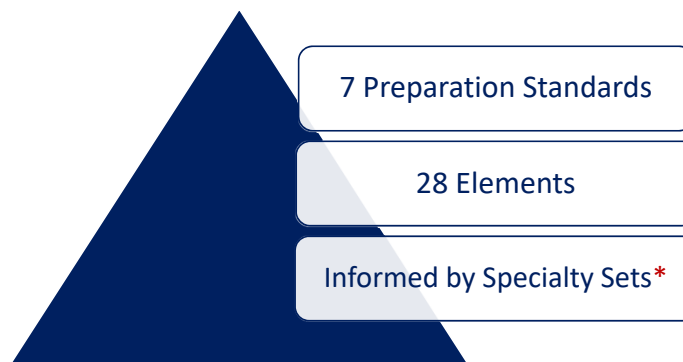 7 Preparation Standards
28 Elements
Informed by Specialty Sets*